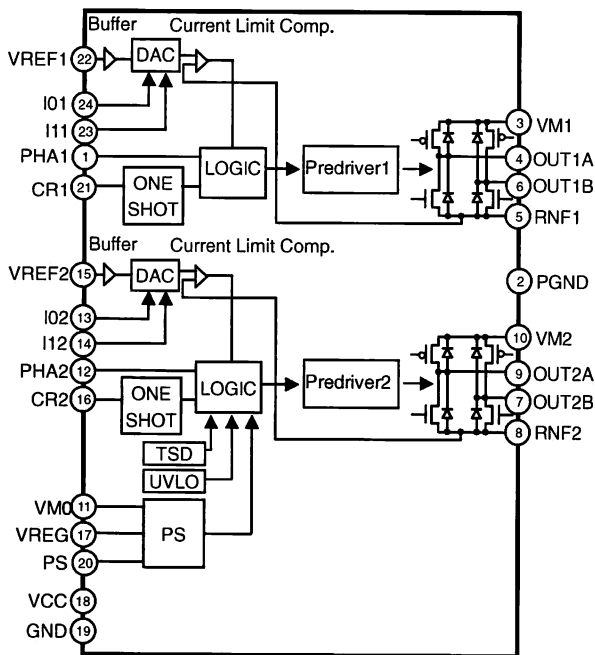 Buffer Current Limit Comp.
VREF1 22 DAC
I01 24
I11 23
3 VM1
PHA1 1 LOGIC Predriver1 4 OUT1A
CR1 21 ONE SHOT 6 OUT1B
5 RNF1
Buffer Current Limit Comp.
VREF2 15 DAC 2 PGND
I02 13
I12 14
10 VM2
PHA2 12 LOGIC Predriver2 9 OUT2A
CR2 16 ONE SHOT 7 OUT2B
8 RNF2
TSD
UVLO
VM0 11
VREG 17 PS
PS 20
VCC 18
GND 19